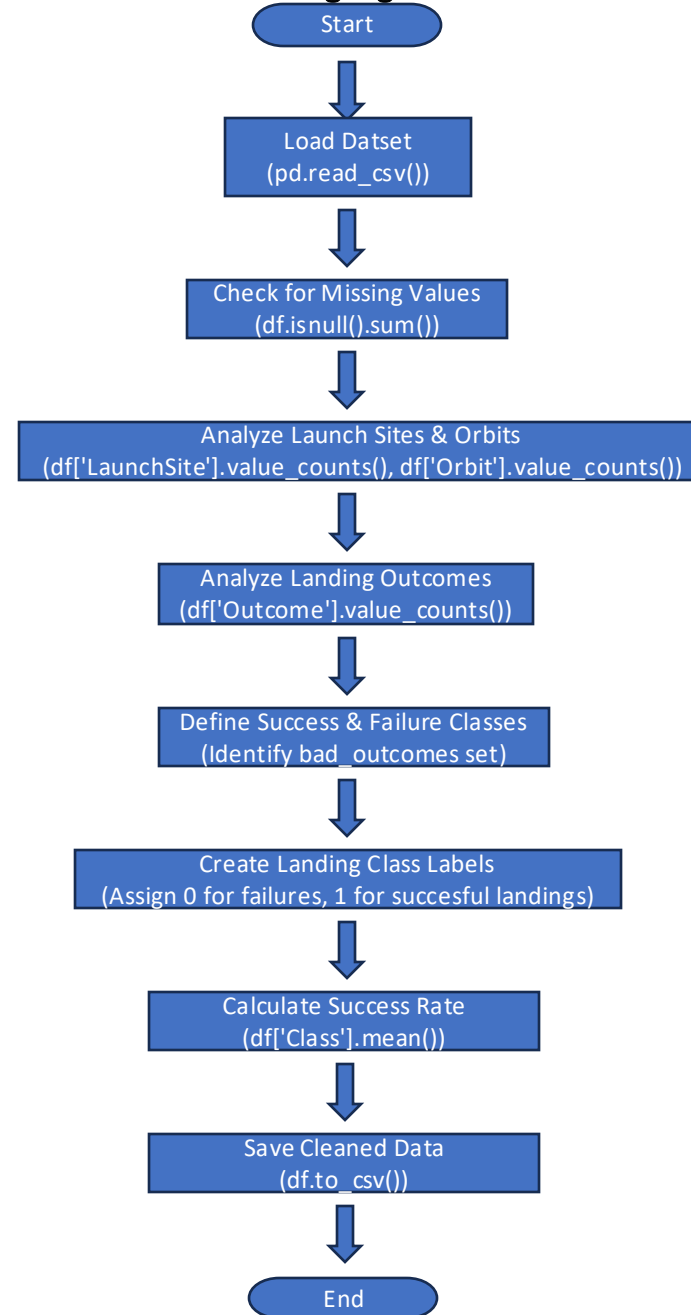 Start
Load Datset
(pd.read_csv())
Check for Missing Values
(df.isnull().sum())
Analyze Launch Sites & Orbits
(df['LaunchSite'].value_counts(), df['Orbit'].value_counts())
Analyze Landing Outcomes
(df['Outcome'].value_counts())
Define Success & Failure Classes
(Identify bad_outcomes set)
Create Landing Class Labels
(Assign 0 for failures, 1 for succesful landings)
Calculate Success Rate
(df['Class'].mean())
Save Cleaned Data
(df.to_csv())
End